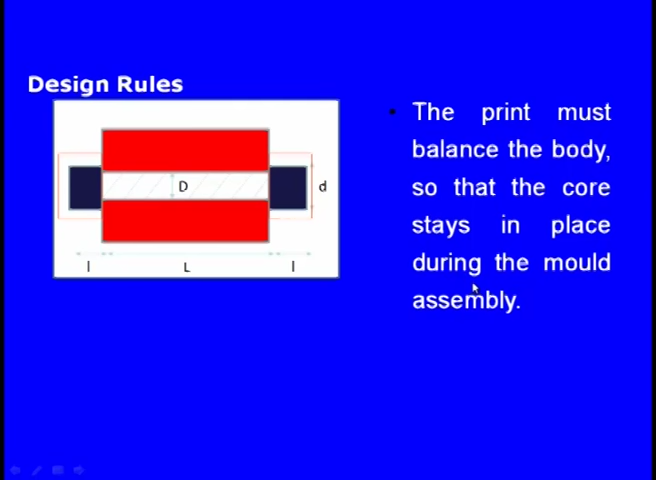 Design Rules
D
d
l
L
l
• The print must
balance the body,
so that the core
stays in place
during the mould
assembly.